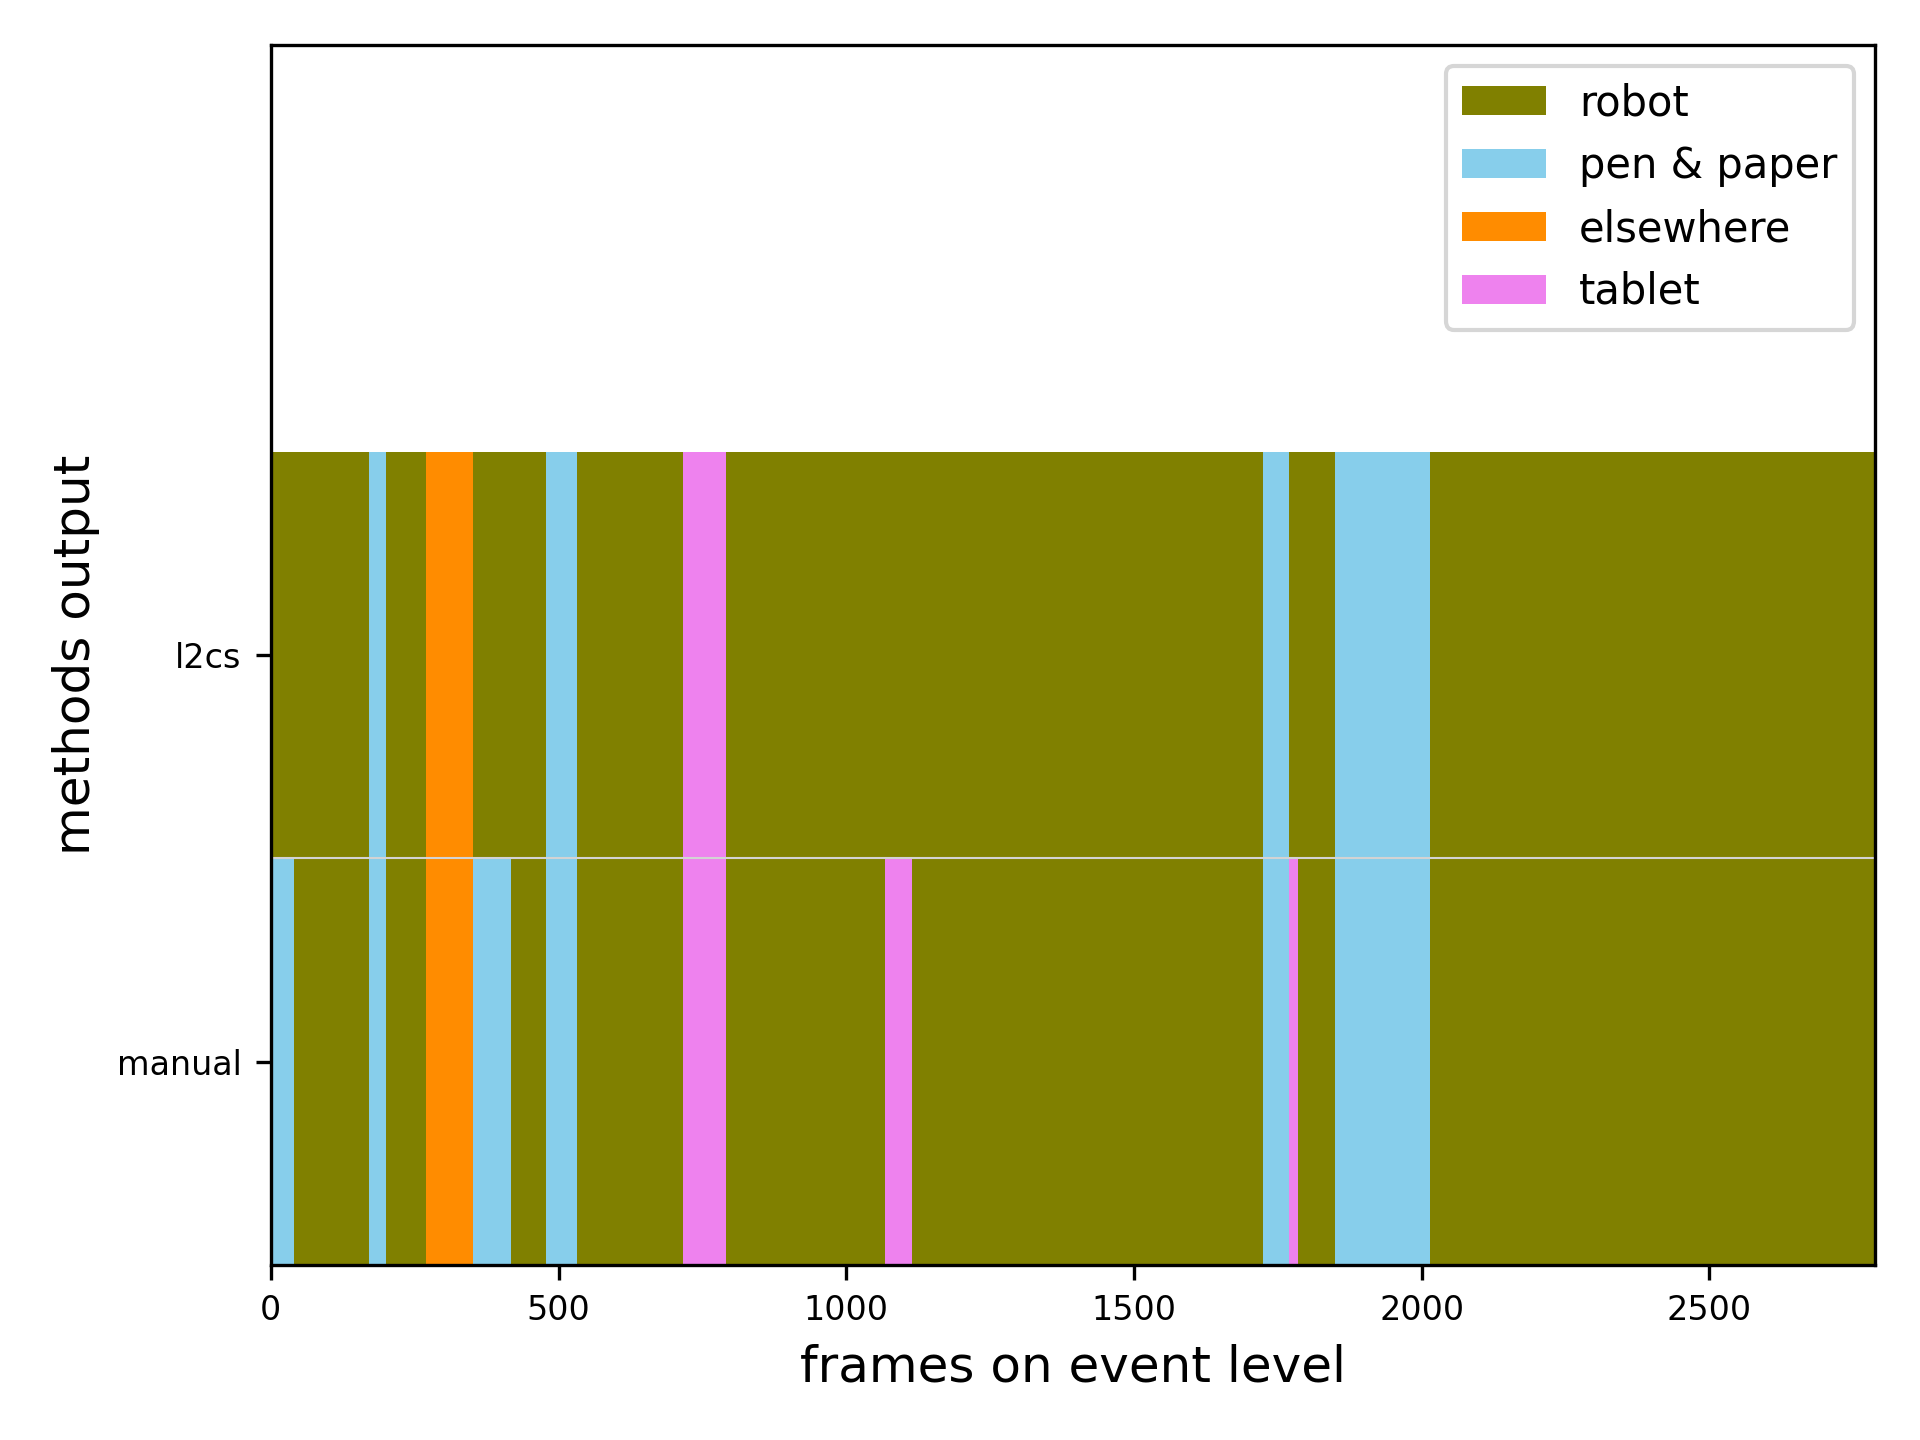 robot
pen & paper
elsewhere
tablet
methods output
l2cs
manual
0 500 1000 1500 2000 2500
frames on event level